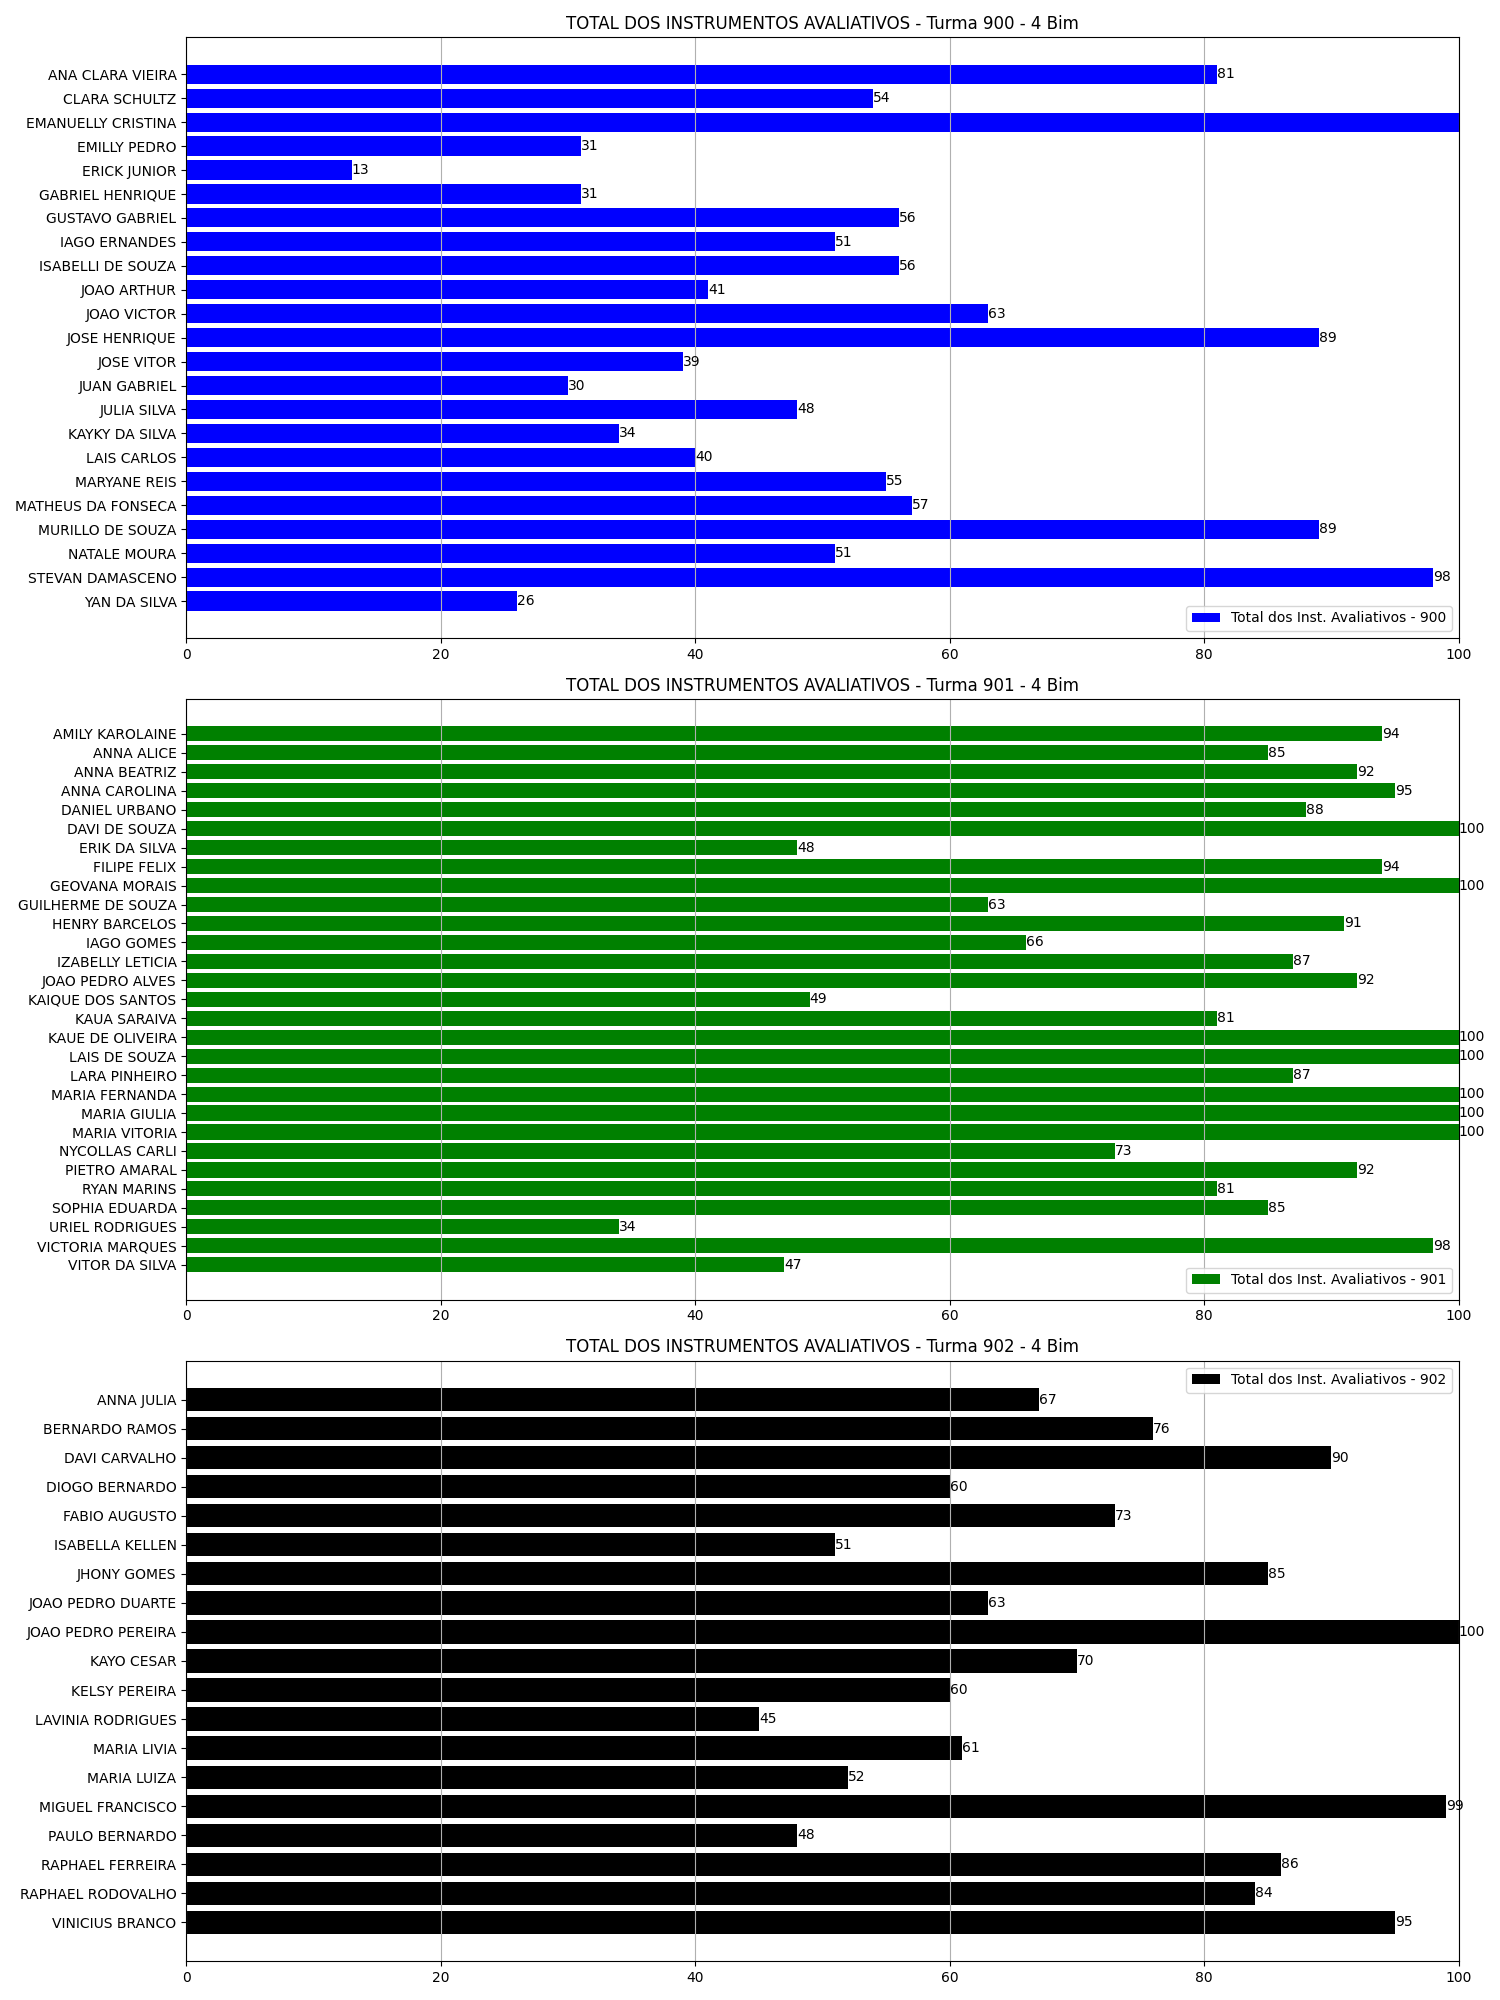 TOTAL DOS INSTRUMENTOS AVALIATIVOS - Turma 900 - 4 Bim
ANA CLARA VIEIRA 81
CLARA SCHULTZ 54
EMANUELLY CRISTINA
EMILLY PEDRO 31
ERICK JUNIOR 13
GABRIEL HENRIQUE 31
GUSTAVO GABRIEL 56
IAGO ERNANDES 51
ISABELLI DE SOUZA 56
JOAO ARTHUR 41
JOAO VICTOR 63
JOSE HENRIQUE 89
JOSE VITOR 39
JUAN GABRIEL 30
JULIA SILVA 48
KAYKY DA SILVA 34
LAIS CARLOS 40
MARYANE REIS 55
MATHEUS DA FONSECA 57
MURILLO DE SOUZA 89
NATALE MOURA 51
STEVAN DAMASCENO 98
YAN DA SILVA 26
Total dos Inst. Avaliativos - 900
0 20 40 60 80 100
TOTAL DOS INSTRUMENTOS AVALIATIVOS - Turma 901 - 4 Bim
AMILY KAROLAINE 94
ANNA ALICE 85
ANNA BEATRIZ 92
ANNA CAROLINA 95
DANIEL URBANO 88
DAVI DE SOUZA 100
ERIK DA SILVA 48
FILIPE FELIX 94
GEOVANA MORAIS 100
GUILHERME DE SOUZA 63
HENRY BARCELOS 91
IAGO GOMES 66
IZABELLY LETICIA 87
JOAO PEDRO ALVES 92
KAIQUE DOS SANTOS 49
KAUA SARAIVA 81
KAUE DE OLIVEIRA 100
LAIS DE SOUZA 100
LARA PINHEIRO 87
MARIA FERNANDA 100
MARIA GIULIA 100
MARIA VITORIA 100
NYCOLLAS CARLI 73
PIETRO AMARAL 92
RYAN MARINS 81
SOPHIA EDUARDA 85
URIEL RODRIGUES 34
VICTORIA MARQUES 98
VITOR DA SILVA 47
Total dos Inst. Avaliativos - 901
0 20 40 60 80 100
TOTAL DOS INSTRUMENTOS AVALIATIVOS - Turma 902 - 4 Bim
Total dos Inst. Avaliativos - 902
ANNA JULIA 67
BERNARDO RAMOS 76
DAVI CARVALHO 90
DIOGO BERNARDO 60
FABIO AUGUSTO 73
ISABELLA KELLEN 51
JHONY GOMES 85
JOAO PEDRO DUARTE 63
JOAO PEDRO PEREIRA 100
KAYO CESAR 70
KELSY PEREIRA 60
LAVINIA RODRIGUES 45
MARIA LIVIA 61
MARIA LUIZA 52
MIGUEL FRANCISCO 99
PAULO BERNARDO 48
RAPHAEL FERREIRA 86
RAPHAEL RODOVALHO 84
VINICIUS BRANCO 95
0 20 40 60 80 100